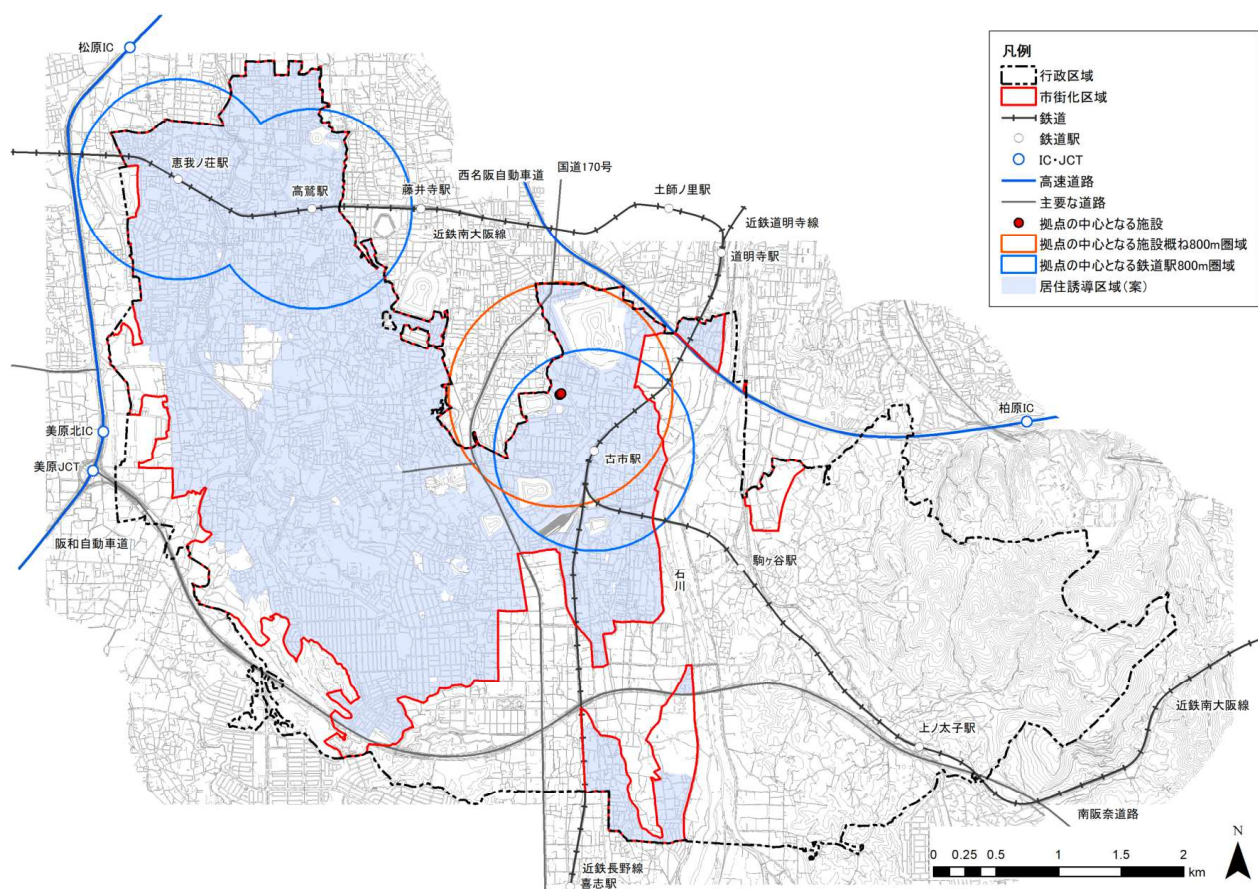 松原IC
恵我ノ荘駅
高鷲駅
藤井寺駅
近鉄南大阪線
西名阪自動車道
国道170号
土師ノ里駅
近鉄道明寺線
道明寺駅
柏原IC
美原北IC
美原JCT
阪和自動車道
古市駅
石川
駒ヶ谷駅
上ノ太子駅
近鉄南大阪線
南阪奈道路
近鉄長野線
喜志駅
凡例
行政区域
市街化区域
鉄道
鉄道駅
IC・JCT
高速道路
主要な道路
拠点の中心となる施設
拠点の中心となる施設概ね800m圏域
拠点の中心となる鉄道駅800m圏域
居住誘導区域(案)
N
0 0.25 0.5 1 1.5 2
km